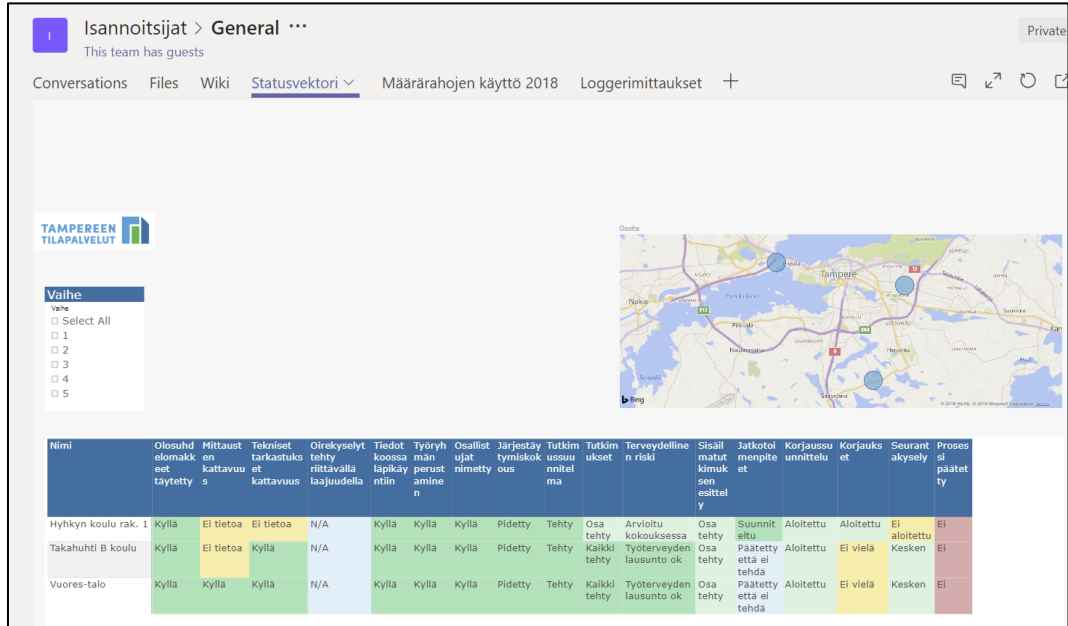 I
Isannoitsijat > General ···
Private
This team has guests
Conversations Files Wiki Statusvektori Määrärahojen käyttö 2018 Loggerimittaukset +
TAMPEREEN
TILAPALVELUT
Osoite
Tampere
12
Nokia
Pirkkala
Hervanta
Bing
Vaihe
Vaihe
Select All
1
2
3
4
5
Nimi
Olosuhd
elomakk
eet
täytetty
Mittaust
en
kattavuu
s
Tekniset
tarkastuks
et
kattavuus
Oirekyselyt
tehty
riittävällä
laajuudella
Tiedot
koossa
läpikäy
ntiin
Työryh
män
perust
amine
n
Osallist
ujat
nimetty
Järjestäy
tymiskok
ous
Tutkim
ussuu
nnitel
ma
Tutkim
ukset
Terveydelline
n riski
Sisäil
matut
kimuk
sen
esittel
y
Jatkotoi
menpite
et
Korjaussu
unnittelu
Korjauks
et
Seurant
akysely
Proses
si
päätet
ty
Hyhkyn koulu rak. 1 Kyllä Ei tietoa Ei tietoa N/A Kyllä Kyllä Kyllä Pidetty Tehty Osa
tehty
Arvioitu
kokouksessa
Osa
tehty
Suunnit
eltu
Aloitettu Aloitettu Ei
aloitettu
Ei
Takahuhti B koulu Kyllä Ei tietoa Kyllä N/A Kyllä Kyllä Kyllä Pidetty Tehty Kaikki
tehty
Työterveyden
lausunto ok
Osa
tehty
Päätetty
että ei
tehdä
Aloitettu Ei vielä Kesken Ei
Vuores-talo Kyllä Kyllä Kyllä N/A Kyllä Kyllä Kyllä Pidetty Tehty Kaikki
tehty
Työterveyden
lausunto ok
Osa
tehty
Päätetty
että ei
tehdä
Aloitettu Ei vielä Kesken Ei